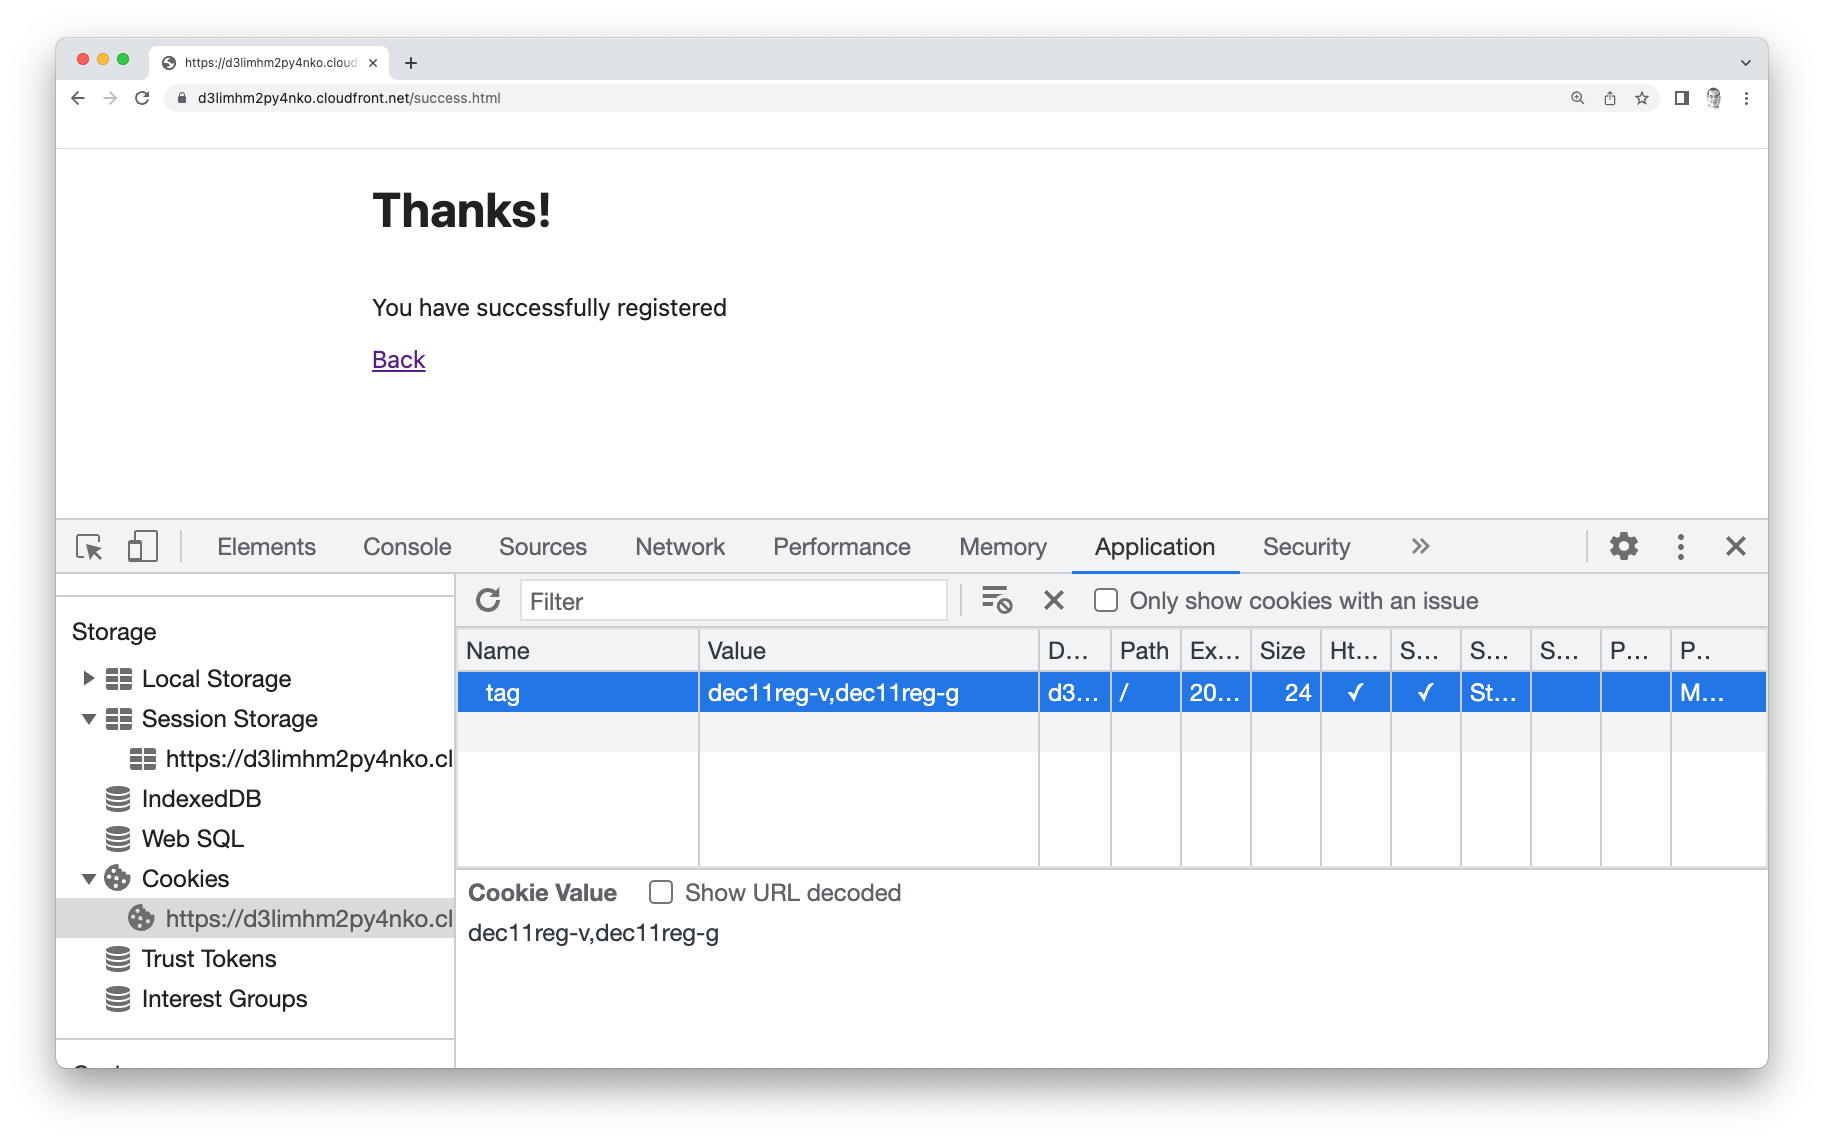 https://d3limhm2py4nko.cloud
d3limhm2py4nko.cloudfront.net/success.html
Thanks!
You have successfully registered
Back
Elements Console Sources Network Performance Memory Application Security
Filter
Only show cookies with an issue
Storage
Local Storage
Session Storage
https://d3limhm2py4nko.cl
IndexedDB
Web SQL
Cookies
https://d3limhm2py4nko.cl
Trust Tokens
Interest Groups
Name Value D... Path Ex... Size Ht... S... S... S... P... P..
tag dec11reg-v,dec11reg-g d3... / 20... 24 ✓ ✓ St... M...
Cookie Value Show URL decoded
dec11reg-v,dec11reg-g